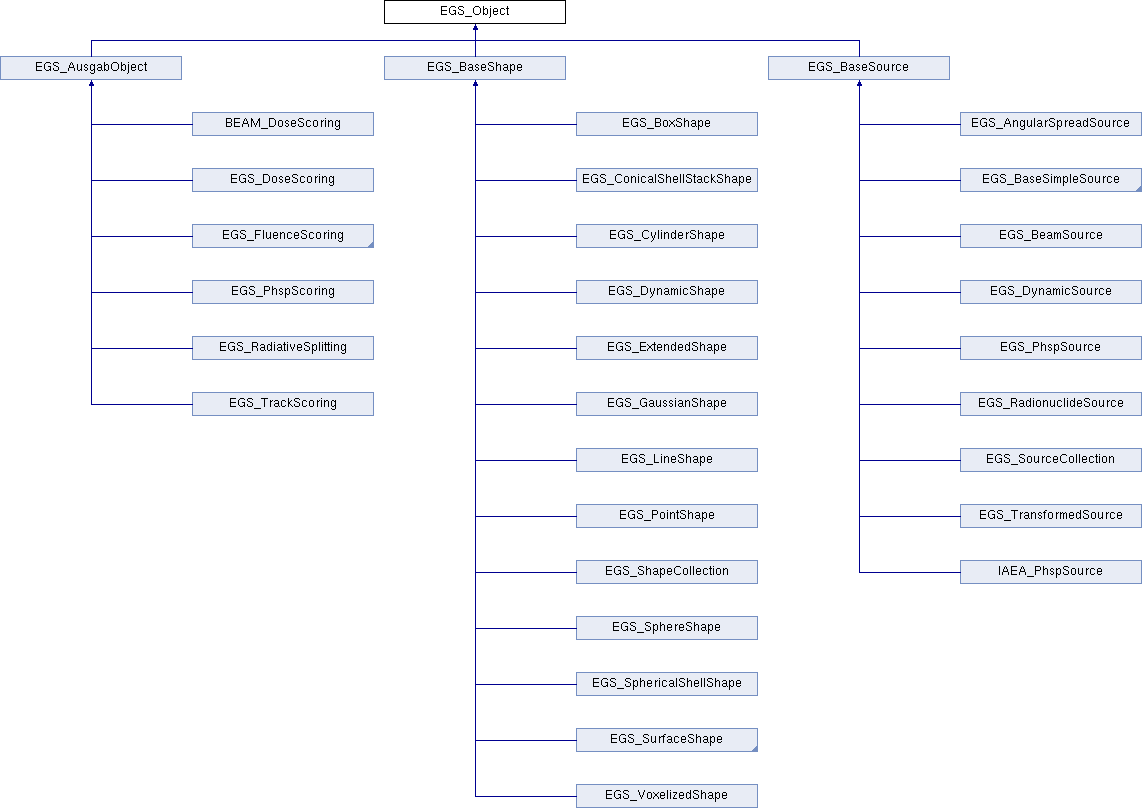 EGS_Object
EGS_AusgabObject
EGS_BaseShape
EGS_BaseSource
BEAM_DoseScoring
EGS_BoxShape
EGS_AngularSpreadSource
EGS_DoseScoring
EGS_ConicalShellStackShape
EGS_BaseSimpleSource
EGS_FluenceScoring
EGS_CylinderShape
EGS_BeamSource
EGS_PhspScoring
EGS_DynamicShape
EGS_DynamicSource
EGS_RadiativeSplitting
EGS_ExtendedShape
EGS_PhspSource
EGS_TrackScoring
EGS_GaussianShape
EGS_RadionuclideSource
EGS_LineShape
EGS_SourceCollection
EGS_PointShape
EGS_TransformedSource
EGS_ShapeCollection
IAEA_PhspSource
EGS_SphereShape
EGS_SphericalShellShape
EGS_SurfaceShape
EGS_VoxelizedShape